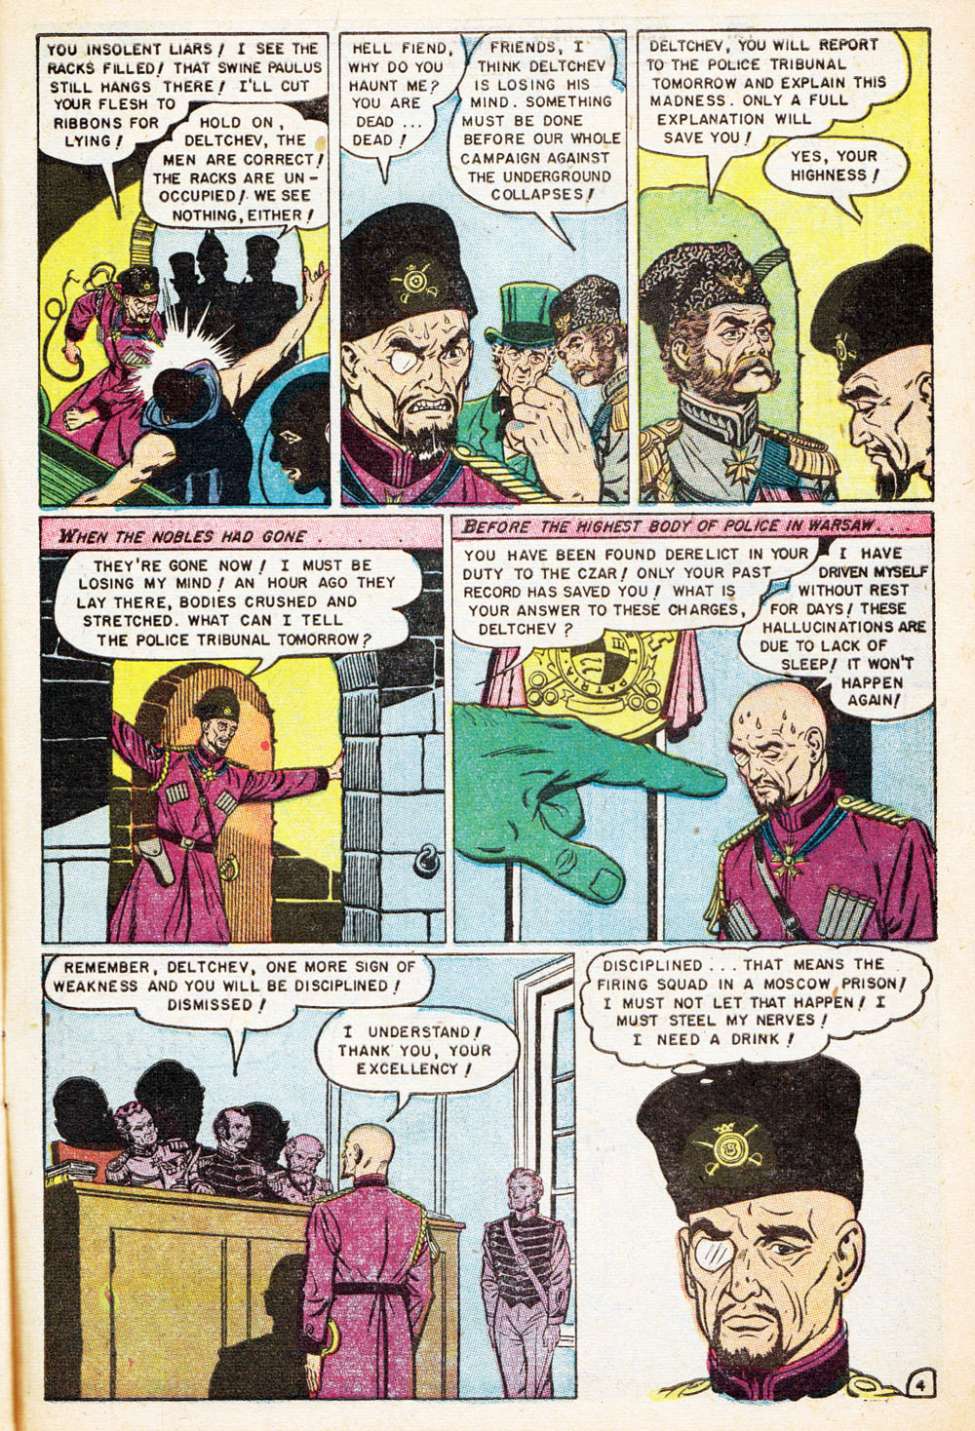 YOU INSOLENT LIARS! I SEE THE
RACKS FILLED! THAT SWINE PAULUS
STILL HANGS THERE! I'LL CUT
YOUR FLESH TO
RIBBONS FOR
LYING!
HOLD ON,
DELTCHEV, THE
MEN ARE CORRECT!
THE RACKS ARE UN-
OCCUPIED! WE SEE
NOTHING, EITHER!
HELL FIEND,
WHY DO YOU
HAUNT ME?
YOU ARE
DEAD ...
DEAD!
FRIENDS, I
THINK DELTCHEV
IS LOSING HIS
MIND. SOMETHING
MUST BE DONE
BEFORE OUR WHOLE
CAMPAIGN AGAINST
THE UNDERGROUND
COLLAPSES!
DELTCHEV, YOU WILL REPORT
TO THE POLICE TRIBUNAL
TOMORROW AND EXPLAIN THIS
MADNESS. ONLY A FULL
EXPLANATION WILL
SAVE YOU!
YES, YOUR
HIGHNESS!
WHEN THE NOBLES HAD GONE . . . . .
THEY'RE GONE NOW! I MUST BE
LOSING MY MIND! AN HOUR AGO THEY
LAY THERE, BODIES CRUSHED AND
STRETCHED. WHAT CAN I TELL
THE POLICE TRIBUNAL TOMORROW?
BEFORE THE HIGHEST BODY OF POLICE IN WARSAW. . .
YOU HAVE BEEN FOUND DERELICT IN YOUR
DUTY TO THE CZAR! ONLY YOUR PAST
RECORD HAS SAVED YOU! WHAT IS
YOUR ANSWER TO THESE CHARGES,
DELTCHEV?
I HAVE
DRIVEN MYSELF
WITHOUT REST
FOR DAYS! THESE
HALLUCINATIONS ARE
DUE TO LACK OF
SLEEP! IT WON'T
HAPPEN
AGAIN!
PATRIA
REMEMBER, DELTCHEV, ONE MORE SIGN OF
WEAKNESS AND YOU WILL BE DISCIPLINED!
DISMISSED!
I UNDERSTAND!
THANK YOU, YOUR
EXCELLENCY!
DISCIPLINED ... THAT MEANS THE
FIRING SQUAD IN A MOSCOW PRISON!
I MUST NOT LET THAT HAPPEN! I
MUST STEEL MY NERVES!
I NEED A DRINK!
4